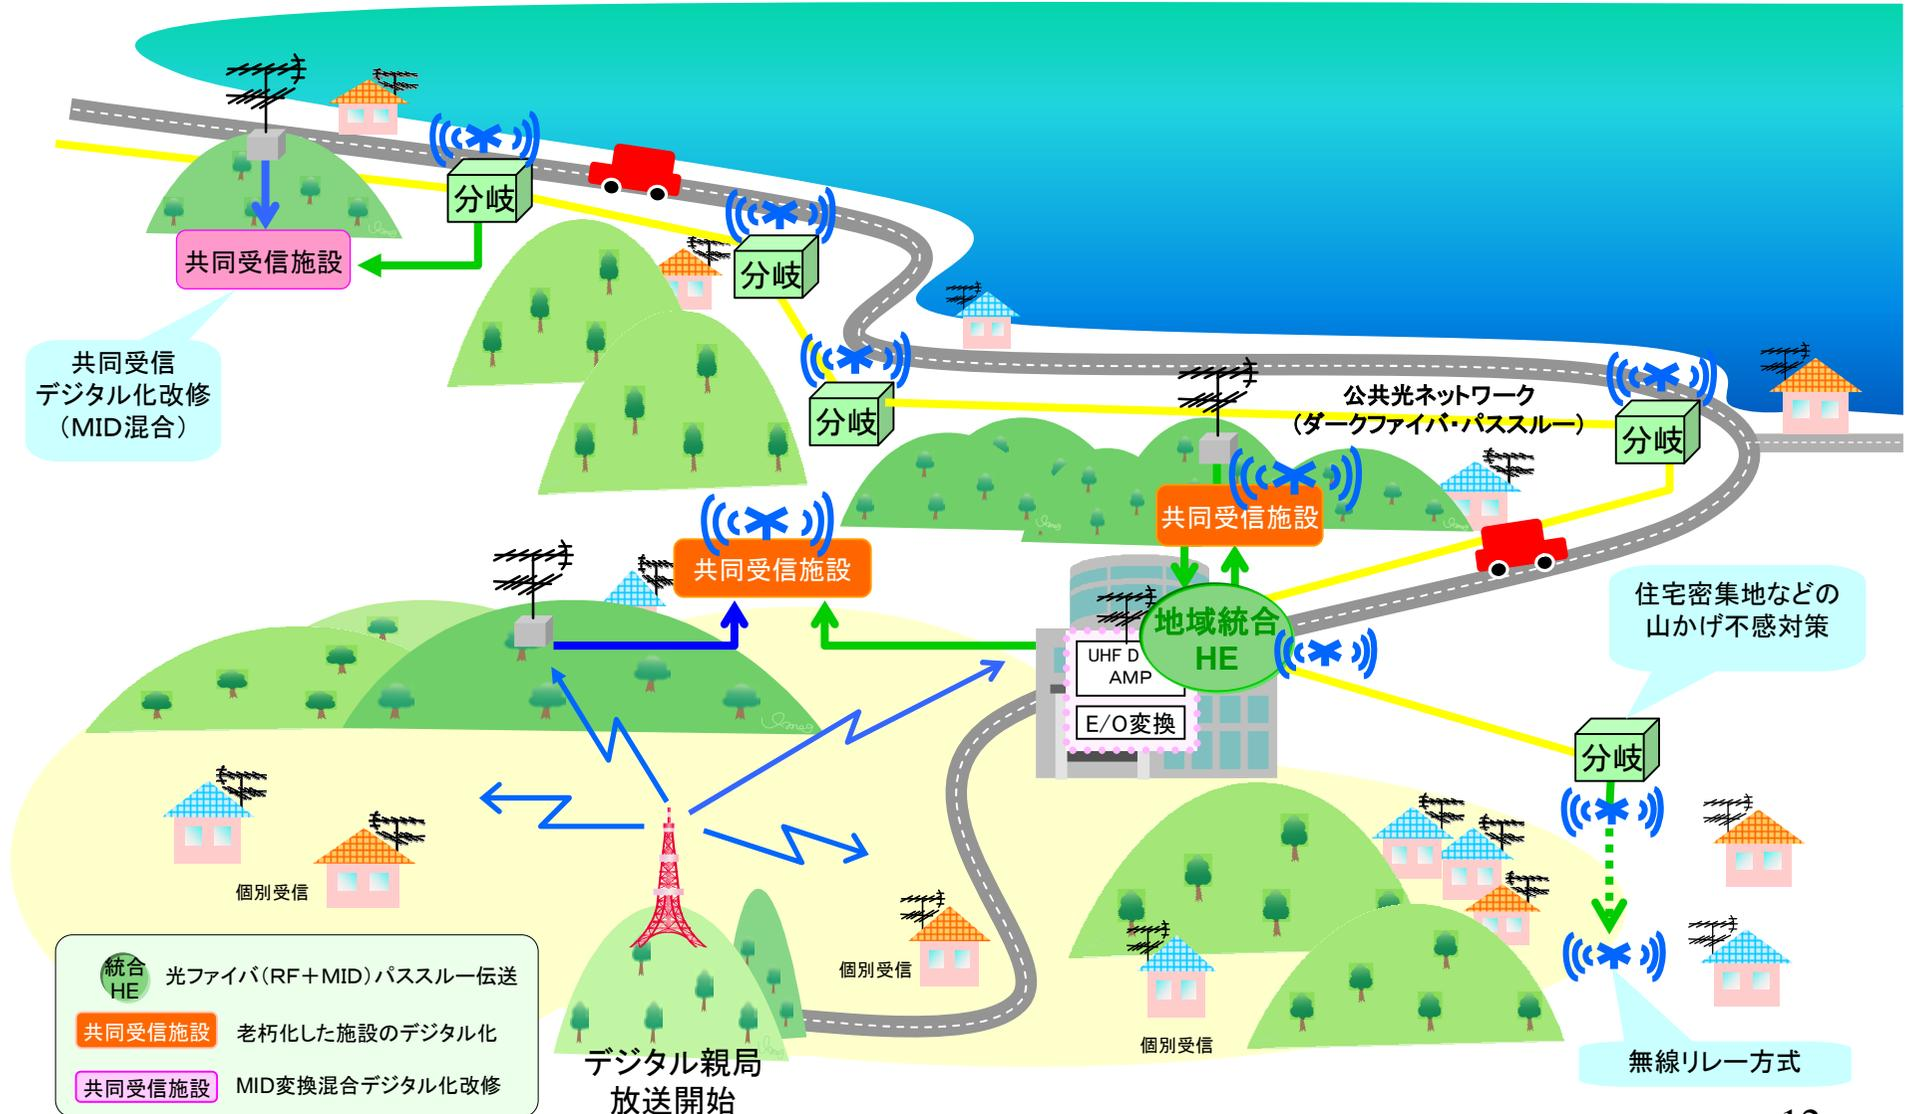 分岐
分岐
共同受信施設
共同受信
デジタル化改修
（MID混合）
分岐
公共光ネットワーク
（ダークファイバ・パススルー）
分岐
共同受信施設
共同受信施設
地域統合
HE
UHF D
AMP
E/O変換
住宅密集地などの
山かげ不感対策
分岐
個別受信
個別受信
個別受信
無線リレー方式
デジタル親局
放送開始
統合
HE
光ファイバ（RF＋MID）パススルー伝送
共同受信施設
老朽化した施設のデジタル化
共同受信施設
MID変換混合デジタル化改修